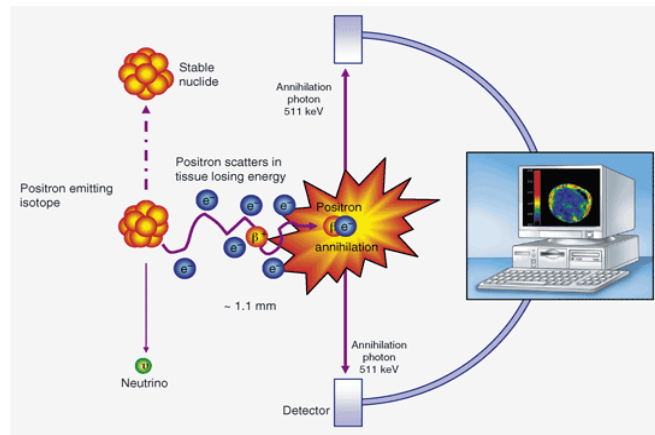 Stable
nuclide
Annihilation
photon
511 keV
Positron scatters in
tissue losing energy
Positron emitting
isotope
e⁻
e⁻
e⁻
e⁻
e⁻
e⁻
β⁺
Positron
β e⁻
annihilation
~ 1.1 mm
Neutrino
υ
Annihilation
photon
511 keV
Detector